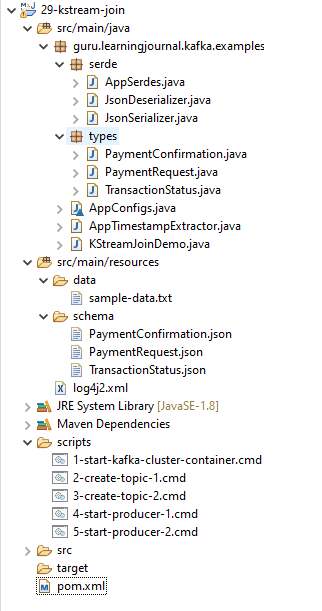 29-kstream-join
src/main/java
guru.learningjournal.kafka.examples
serde
AppSerdes.java
JsonDeserializer.java
JsonSerializer.java
types
PaymentConfirmation.java
PaymentRequest.java
TransactionStatus.java
AppConfigs.java
AppTimestampExtractor.java
KStreamJoinDemo.java
src/main/resources
data
sample-data.txt
schema
PaymentConfirmation.json
PaymentRequest.json
TransactionStatus.json
log4j2.xml
JRE System Library [JavaSE-1.8]
Maven Dependencies
scripts
1-start-kafka-cluster-container.cmd
2-create-topic-1.cmd
3-create-topic-2.cmd
4-start-producer-1.cmd
5-start-producer-2.cmd
src
target
pom.xml